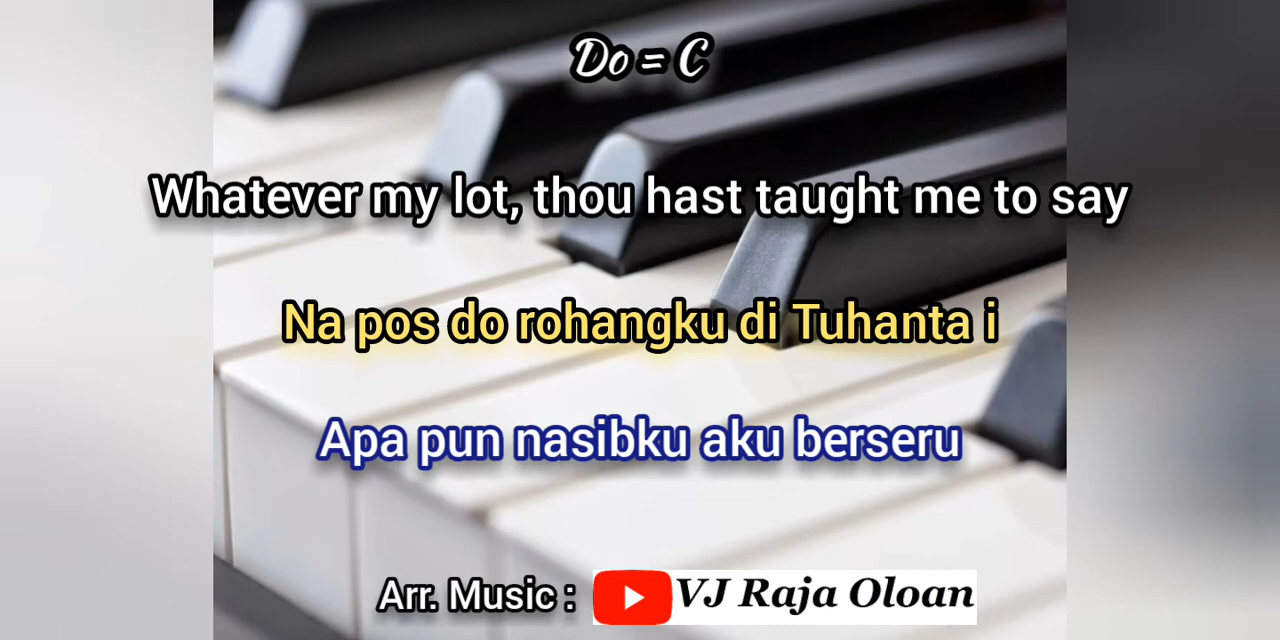 Do = C
Whatever my lot, thou hast taught me to say
Na pos do rohangku di Tuhanta i
Apa pun nasibku aku berseru
Arr. Music : VJ Raja Oloan